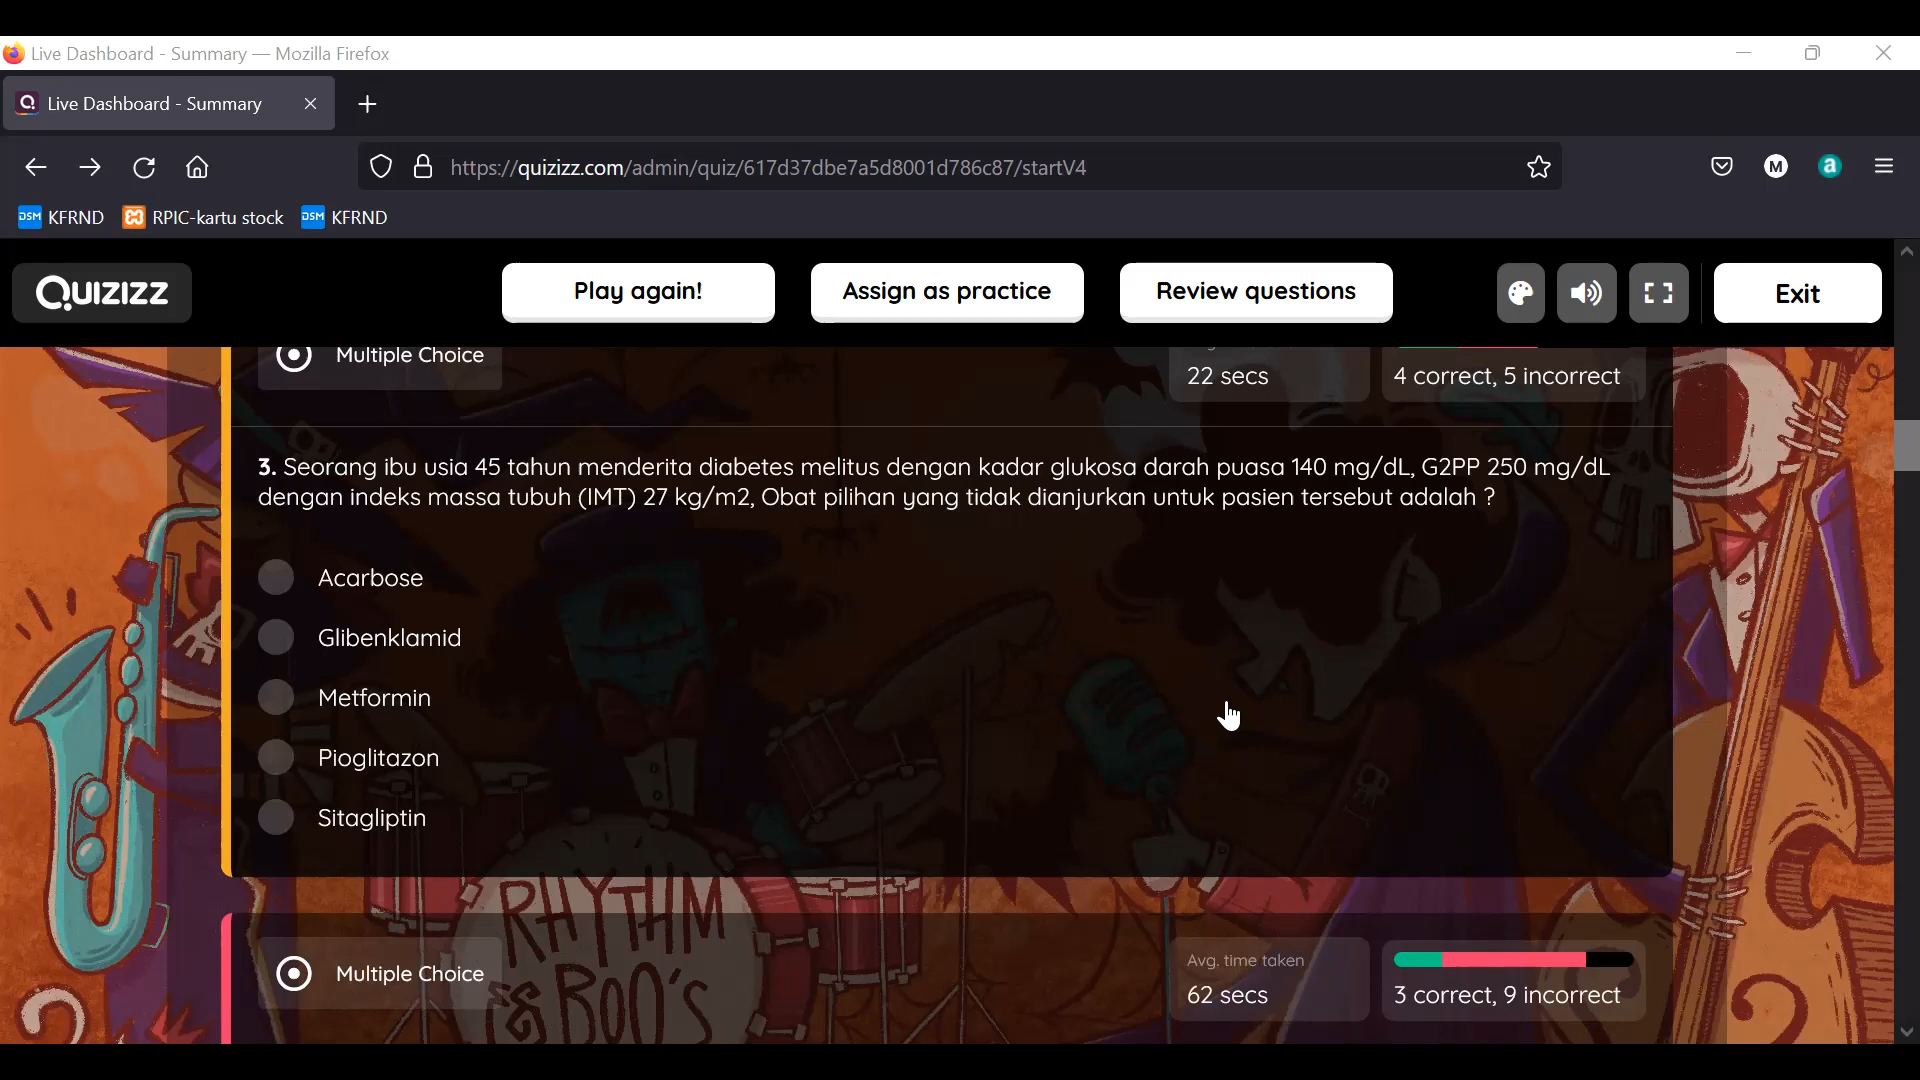 Live Dashboard - Summary — Mozilla Firefox
Live Dashboard - Summary
https://quizizz.com/admin/quiz/617d37dbe7a5d8001d786c87/startV4
M
a
DSM KFRND
RPIC-kartu stock
DSM KFRND
QUIZIZZ
Play again!
Assign as practice
Review questions
Exit
Multiple Choice
22 secs
4 correct, 5 incorrect
3. Seorang ibu usia 45 tahun menderita diabetes melitus dengan kadar glukosa darah puasa 140 mg/dL, G2PP 250 mg/dL
dengan indeks massa tubuh (IMT) 27 kg/m2, Obat pilihan yang tidak dianjurkan untuk pasien tersebut adalah ?
Acarbose
Glibenklamid
Metformin
Pioglitazon
Sitagliptin
RHYTHM
& BOO'S
Multiple Choice
Avg. time taken
62 secs
3 correct, 9 incorrect